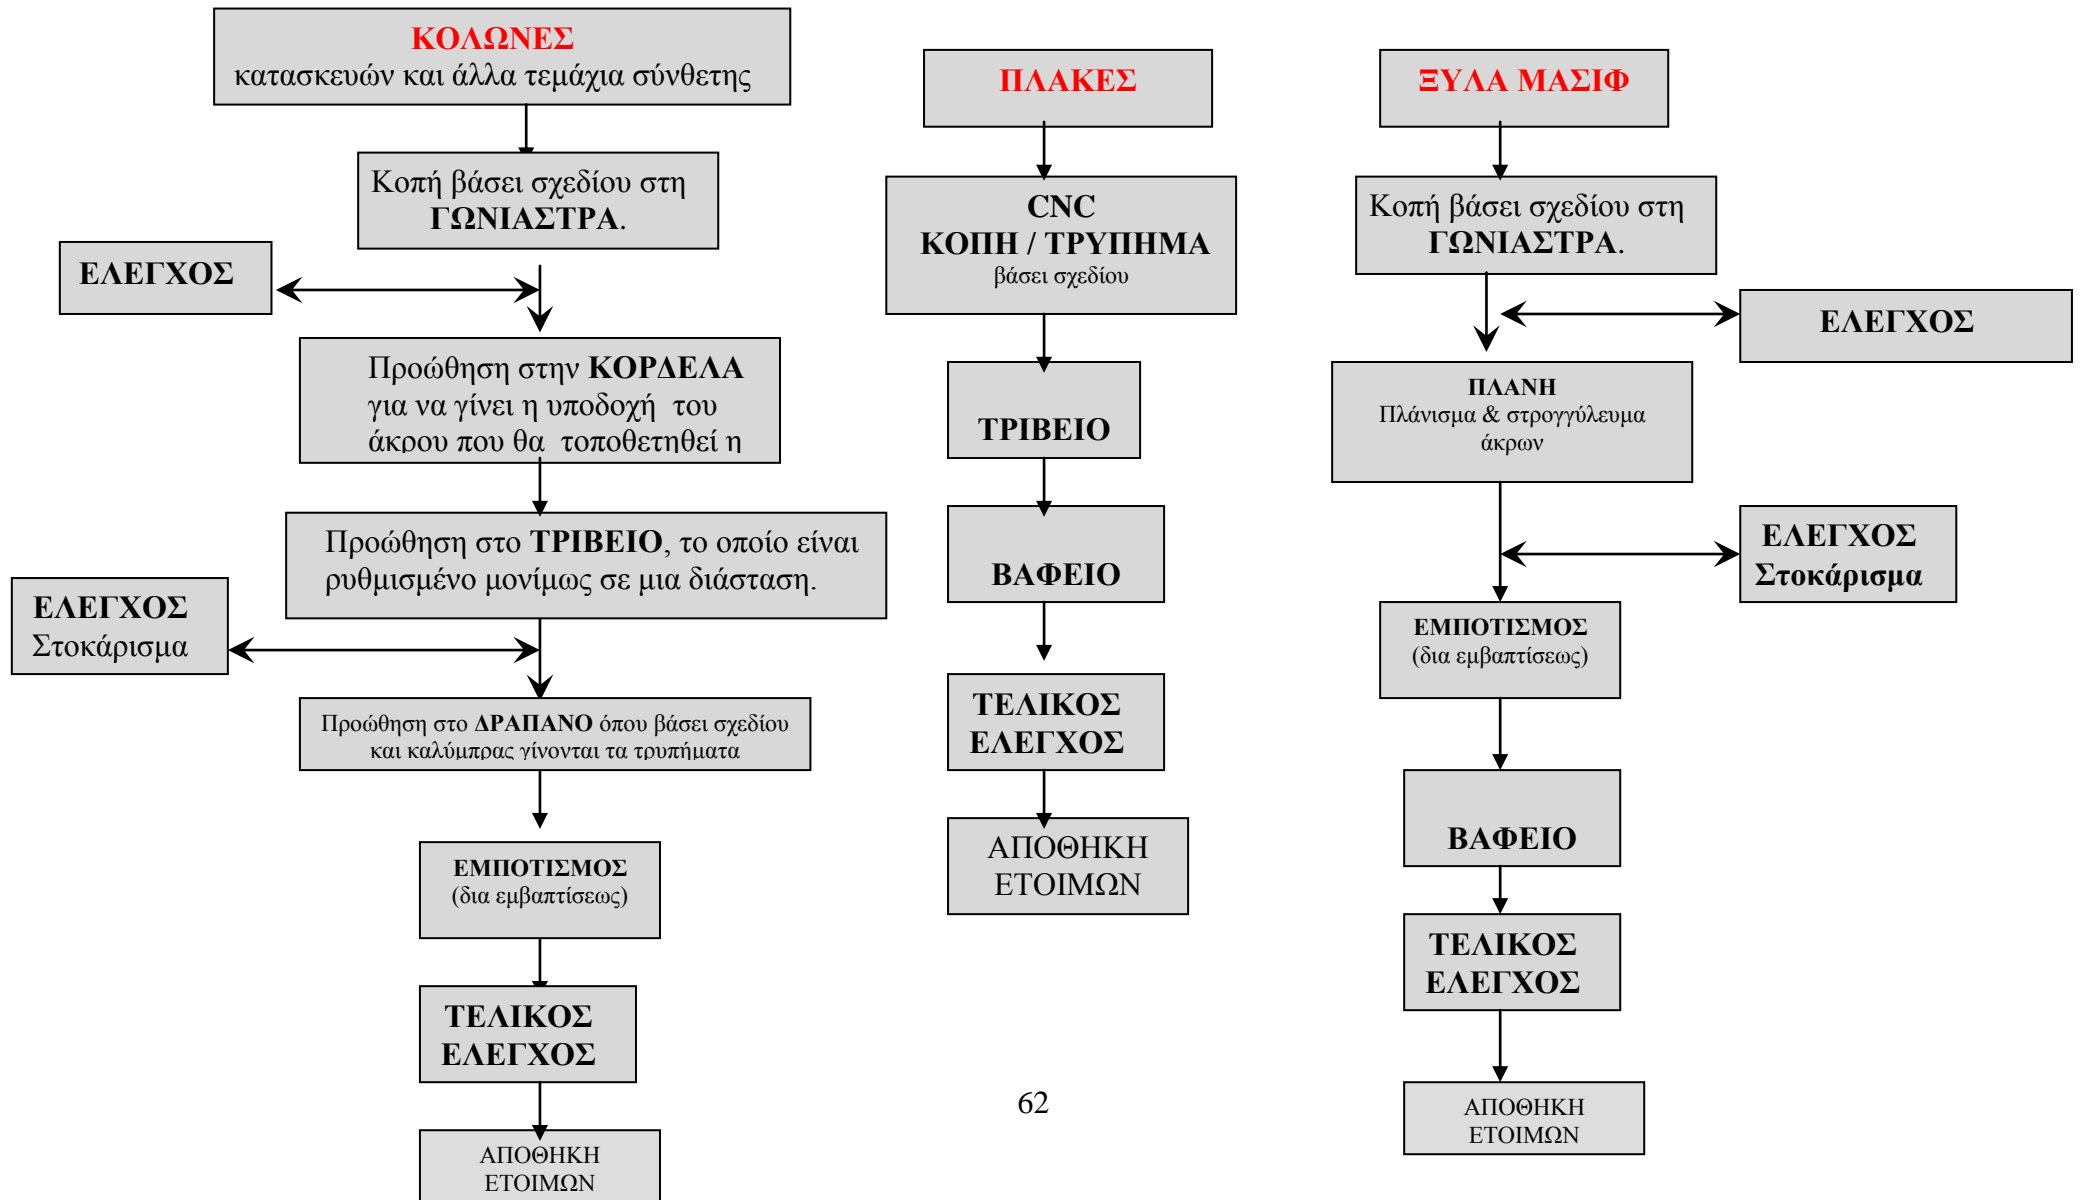 ΚΟΛΩΝΕΣ
κατασκευών και άλλα τεμάχια σύνθετης
Κοπή βάσει σχεδίου στη
ΓΩΝΙΑΣΤΡΑ.
ΕΛΕΓΧΟΣ
Προώθηση στην ΚΟΡΔΕΛΑ
για να γίνει η υποδοχή του
άκρου που θα τοποθετηθεί η
Προώθηση στο ΤΡΙΒΕΙΟ, το οποίο είναι
ρυθμισμένο μονίμως σε μια διάσταση.
ΕΛΕΓΧΟΣ
Στοκάρισμα
Προώθηση στο ΔΡΑΠΑΝΟ όπου βάσει σχεδίου
και καλύμπρας γίνονται τα τρυπήματα
ΕΜΠΟΤΙΣΜΟΣ
(δια εμβαπτίσεως)
ΤΕΛΙΚΟΣ
ΕΛΕΓΧΟΣ
ΑΠΟΘΗΚΗ
ΕΤΟΙΜΩΝ
ΠΛΑΚΕΣ
CNC
ΚΟΠΗ / ΤΡΥΠΗΜΑ
βάσει σχεδίου
ΤΡΙΒΕΙΟ
ΒΑΦΕΙΟ
ΤΕΛΙΚΟΣ
ΕΛΕΓΧΟΣ
ΑΠΟΘΗΚΗ
ΕΤΟΙΜΩΝ
ΞΥΛΑ ΜΑΣΙΦ
Κοπή βάσει σχεδίου στη
ΓΩΝΙΑΣΤΡΑ.
ΕΛΕΓΧΟΣ
ΠΛΑΝΗ
Πλάνισμα & στρογγύλευμα
άκρων
ΕΛΕΓΧΟΣ
Στοκάρισμα
ΕΜΠΟΤΙΣΜΟΣ
(δια εμβαπτίσεως)
ΒΑΦΕΙΟ
ΤΕΛΙΚΟΣ
ΕΛΕΓΧΟΣ
ΑΠΟΘΗΚΗ
ΕΤΟΙΜΩΝ
62